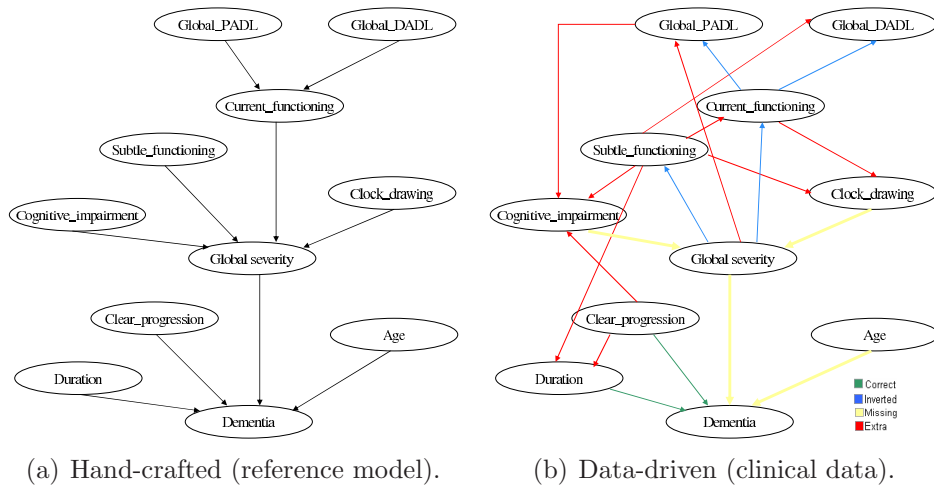 Global_PADL
Global_DADL
Current_functioning
Subtle_functioning
Clock_drawing
Cognitive_impairment
Global severity
Clear_progression
Age
Duration
Dementia
(a) Hand-crafted (reference model).
Global_PADL
Global_DADL
Current_functioning
Subtle_functioning
Clock_drawing
Cognitive_impairment
Global severity
Clear_progression
Age
Duration
Dementia
Correct
Inverted
Missing
Extra
(b) Data-driven (clinical data).